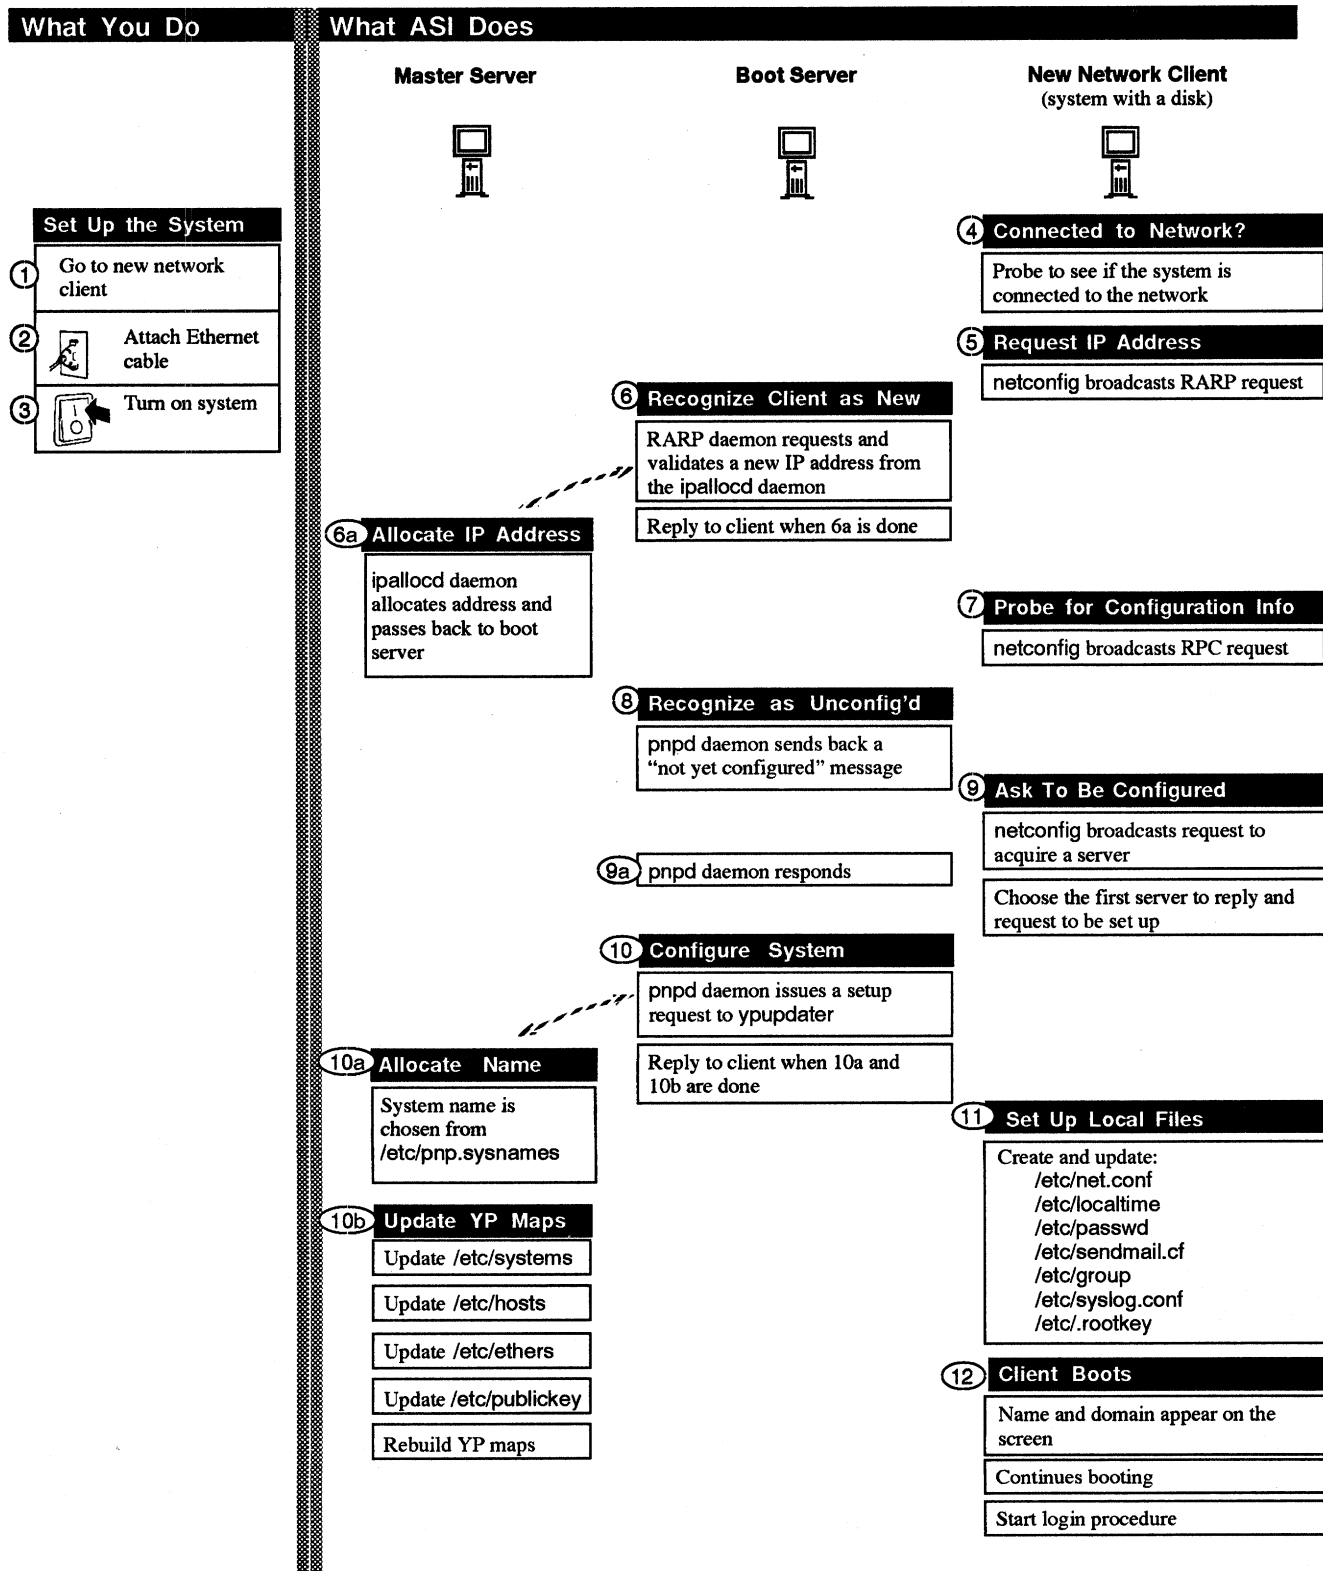 What You Do
What ASI Does
Master Server
Boot Server
New Network Client
(system with a disk)
Set Up the System
1
Go to new network
client
2
Attach Ethernet
cable
3
Turn on system
4 Connected to Network?
Probe to see if the system is
connected to the network
5 Request IP Address
netconfig broadcasts RARP request
6 Recognize Client as New
RARP daemon requests and
validates a new IP address from
the ipallocd daemon
Reply to client when 6a is done
6a Allocate IP Address
ipallocd daemon
allocates address and
passes back to boot
server
7 Probe for Configuration Info
netconfig broadcasts RPC request
8 Recognize as Unconfig'd
pnpd daemon sends back a
“not yet configured” message
9 Ask To Be Configured
netconfig broadcasts request to
acquire a server
9a pnpd daemon responds
Choose the first server to reply and
request to be set up
10 Configure System
pnpd daemon issues a setup
request to ypupdater
Reply to client when 10a and
10b are done
10a Allocate Name
System name is
chosen from
/etc/pnp.sysnames
10b Update YP Maps
Update /etc/systems
Update /etc/hosts
Update /etc/ethers
Update /etc/publickey
Rebuild YP maps
11 Set Up Local Files
Create and update:
/etc/net.conf
/etc/localtime
/etc/passwd
/etc/sendmail.cf
/etc/group
/etc/syslog.conf
/etc/.rootkey
12 Client Boots
Name and domain appear on the
screen
Continues booting
Start login procedure